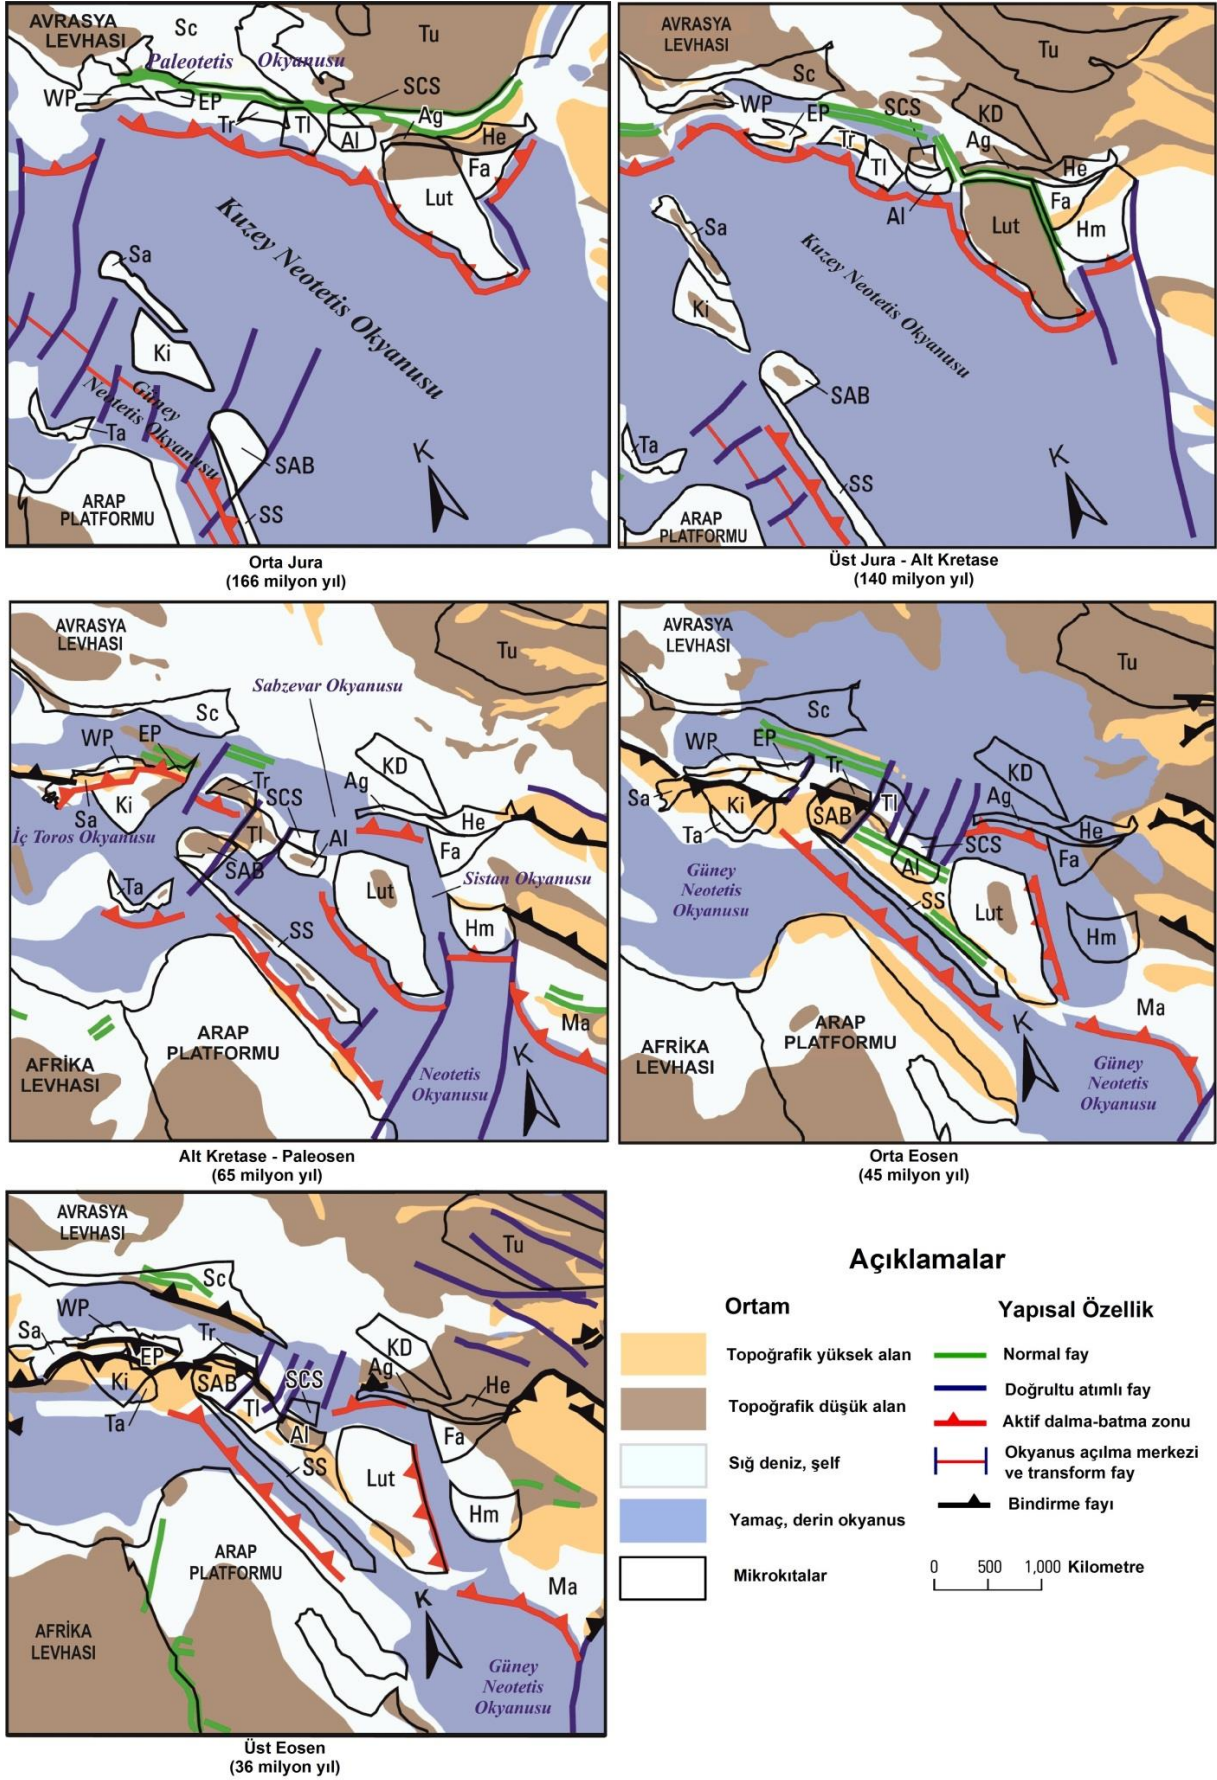 AVRASYA
LEVHASI
Sc
Tu
Paleotetis Okyanusu
WP
EP
SCS
Tr
Tl
Al
Ag
He
Fa
Lut
Kuzey Neotetis Okyanusu
Sa
Ki
Güney
Neotetis Okyanusu
Ta
SAB
SS
ARAP
PLATFORMU
K
Orta Jura
(166 milyon yıl)
AVRASYA
LEVHASI
Sc
Tu
WP
EP
SCS
KD
Tr
Tl
Al
Ag
He
Fa
Hm
Lut
Sa
Kuzey Neotetis Okyanusu
Ki
SAB
Ta
SS
ARAP
PLATFORMU
K
Üst Jura - Alt Kretase
(140 milyon yıl)
AVRASYA
LEVHASI
Tu
Sabzevar Okyanusu
Sc
WP
EP
KD
Tr
Ag
SCS
Sa
Ki
He
İç Toros Okyanusu
Tl
Al
Fa
SAB
Ta
Lut
Sistan Okyanusu
SS
Hm
ARAP
PLATFORMU
Ma
AFRİKA
LEVHASI
Neotetis
Okyanusu
K
Alt Kretase - Paleosen
(65 milyon yıl)
AVRASYA
LEVHASI
Tu
Sc
WP
EP
Tr
KD
Sa
Ki
SAB
Tl
Ag
Ta
He
SCS
Al
Fa
Güney
Neotetis
Okyanusu
SS
Lut
Hm
Ma
K
ARAP
PLATFORMU
AFRİKA
LEVHASI
Güney
Neotetis
Okyanusu
Orta Eosen
(45 milyon yıl)
AVRASYA
LEVHASI
Tu
Sc
WP
Sa
Tr
KD
EP
Ag
Ki
SAB
SCS
He
Ta
Tl
Al
Fa
SS
Lut
Hm
ARAP
PLATFORMU
Ma
K
AFRİKA
LEVHASI
Güney
Neotetis
Okyanusu
Üst Eosen
(36 milyon yıl)
Açıklamalar
Ortam
Topoğrafik yüksek alan
Topoğrafik düşük alan
Sığ deniz, şelf
Yamaç, derin okyanus
Mikrokıtalar
Yapısal Özellik
Normal fay
Doğrultu atımlı fay
Aktif dalma-batma zonu
Okyanus açılma merkezi
ve transform fay
Bindirme fayı
0 500 1,000 Kilometre